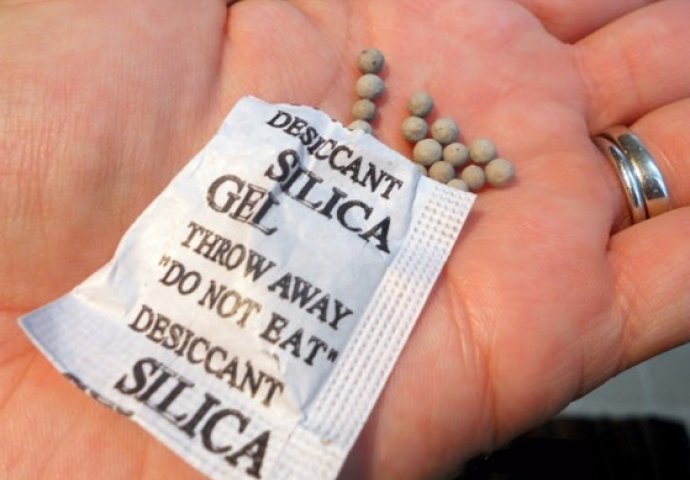 DESICCANT
SILICA
GEL
THROW AWAY
"DO NOT EAT"
DESICCANT
SILICA